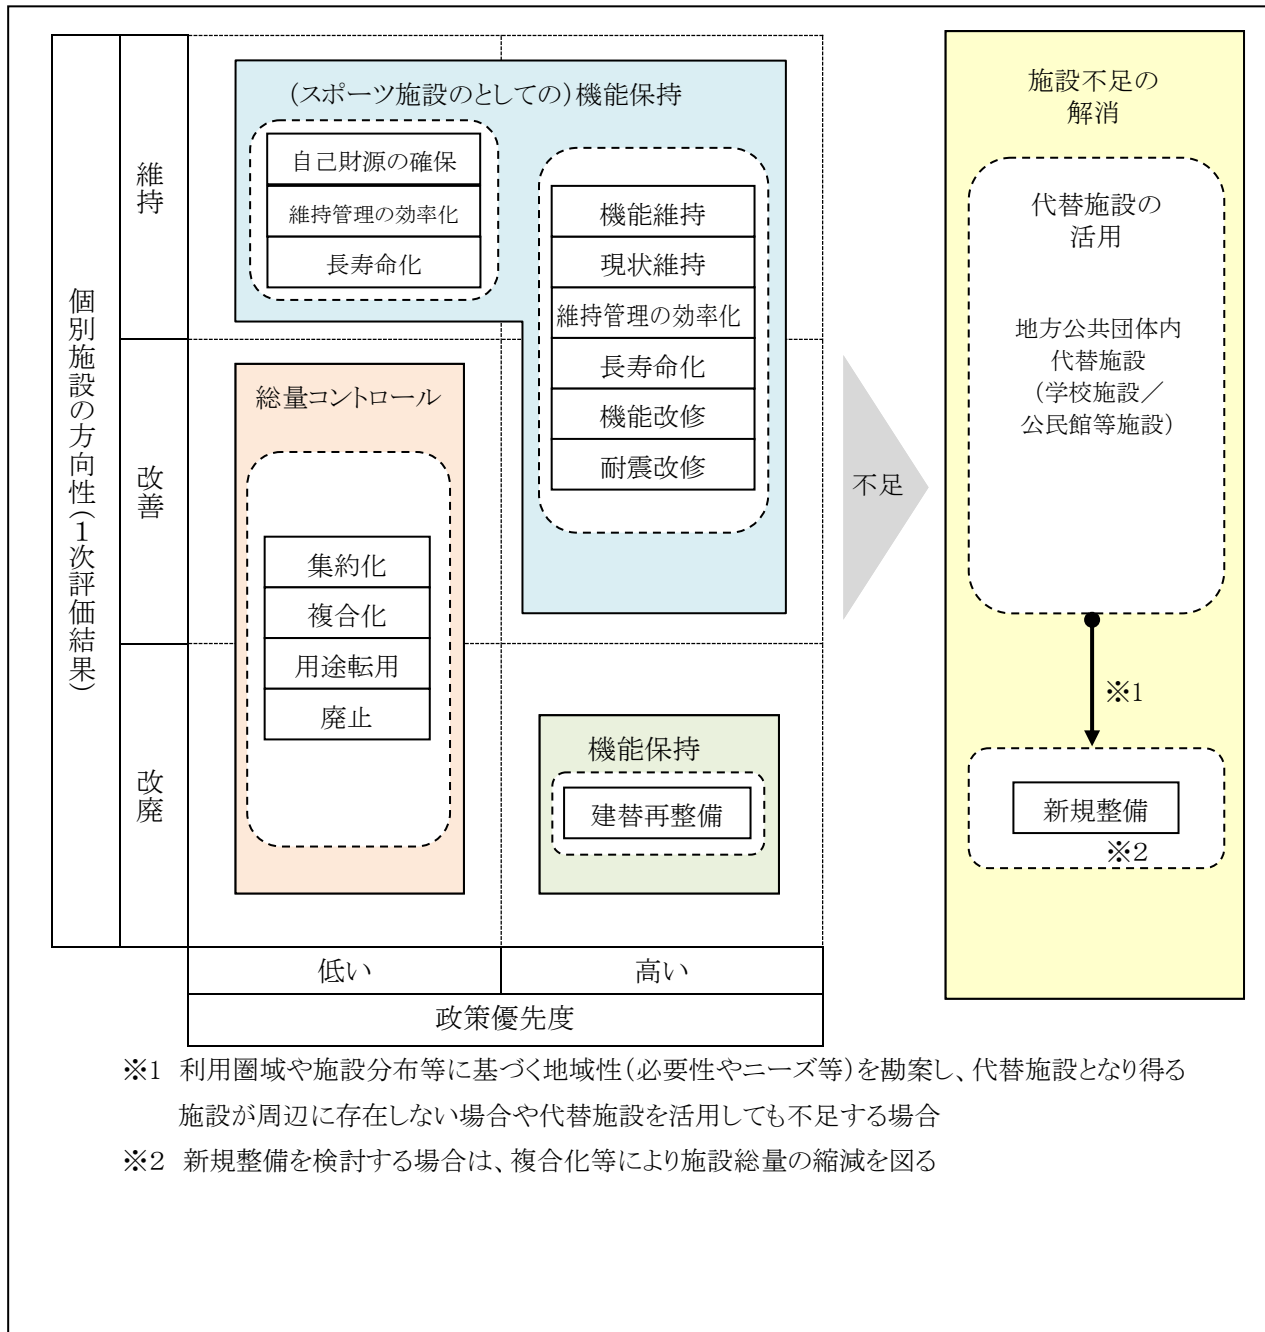 個別施設の方向性（1次評価結果）
維持
改善
改廃
（スポーツ施設のとしての）機能保持
自己財源の確保
維持管理の効率化
長寿命化
機能維持
現状維持
維持管理の効率化
長寿命化
機能改修
耐震改修
総量コントロール
集約化
複合化
用途転用
廃止
機能保持
建替再整備
低い
高い
政策優先度
不足
施設不足の
解消
代替施設の
活用
地方公共団体内
代替施設
（学校施設／
公民館等施設）
※1
新規整備
※2
※1 利用圏域や施設分布等に基づく地域性（必要性やニーズ等）を勘案し、代替施設となり得る
施設が周辺に存在しない場合や代替施設を活用しても不足する場合
※2 新規整備を検討する場合は、複合化等により施設総量の縮減を図る